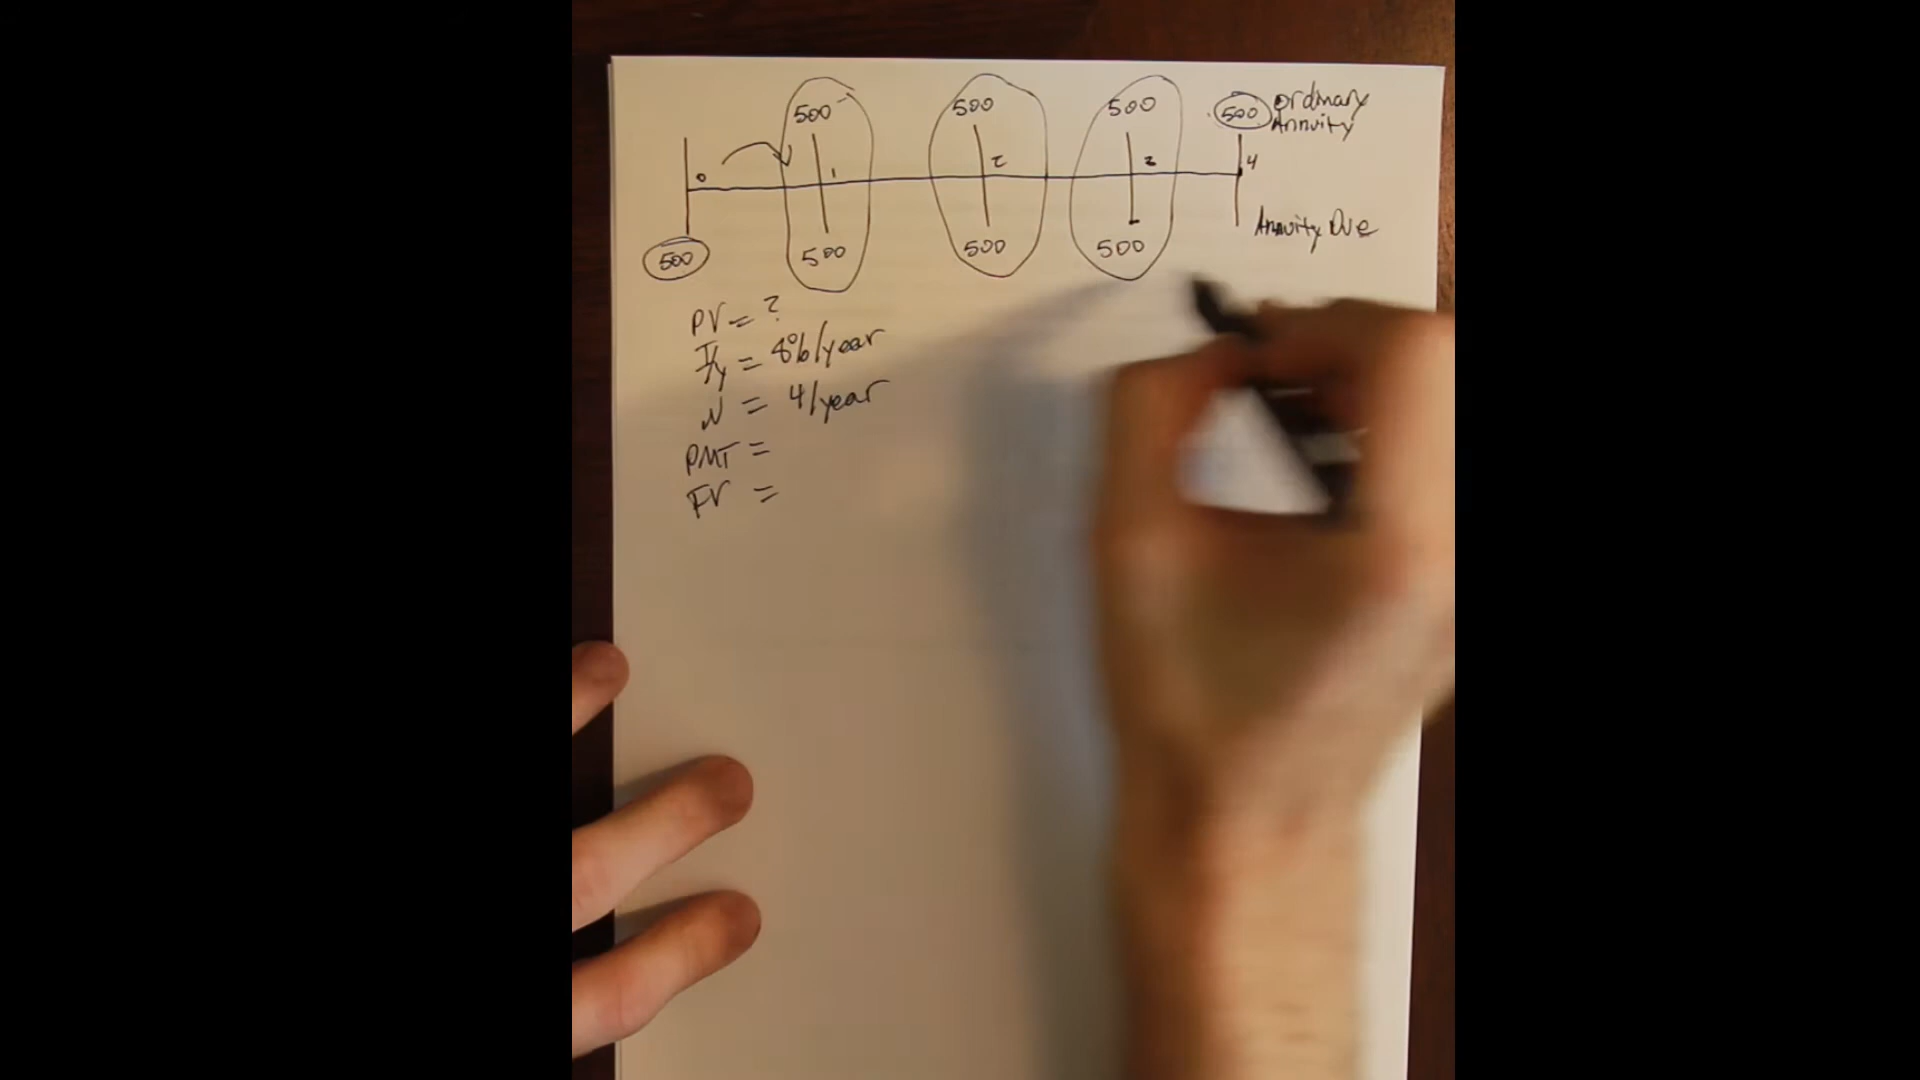 500 500 500 500 Ordinary
Annuity
0 1 2 3 4
Annuity Due
500 500 500 500
PV = ?
I/y = 8%/year
N = 4/year
PMT =
FV =